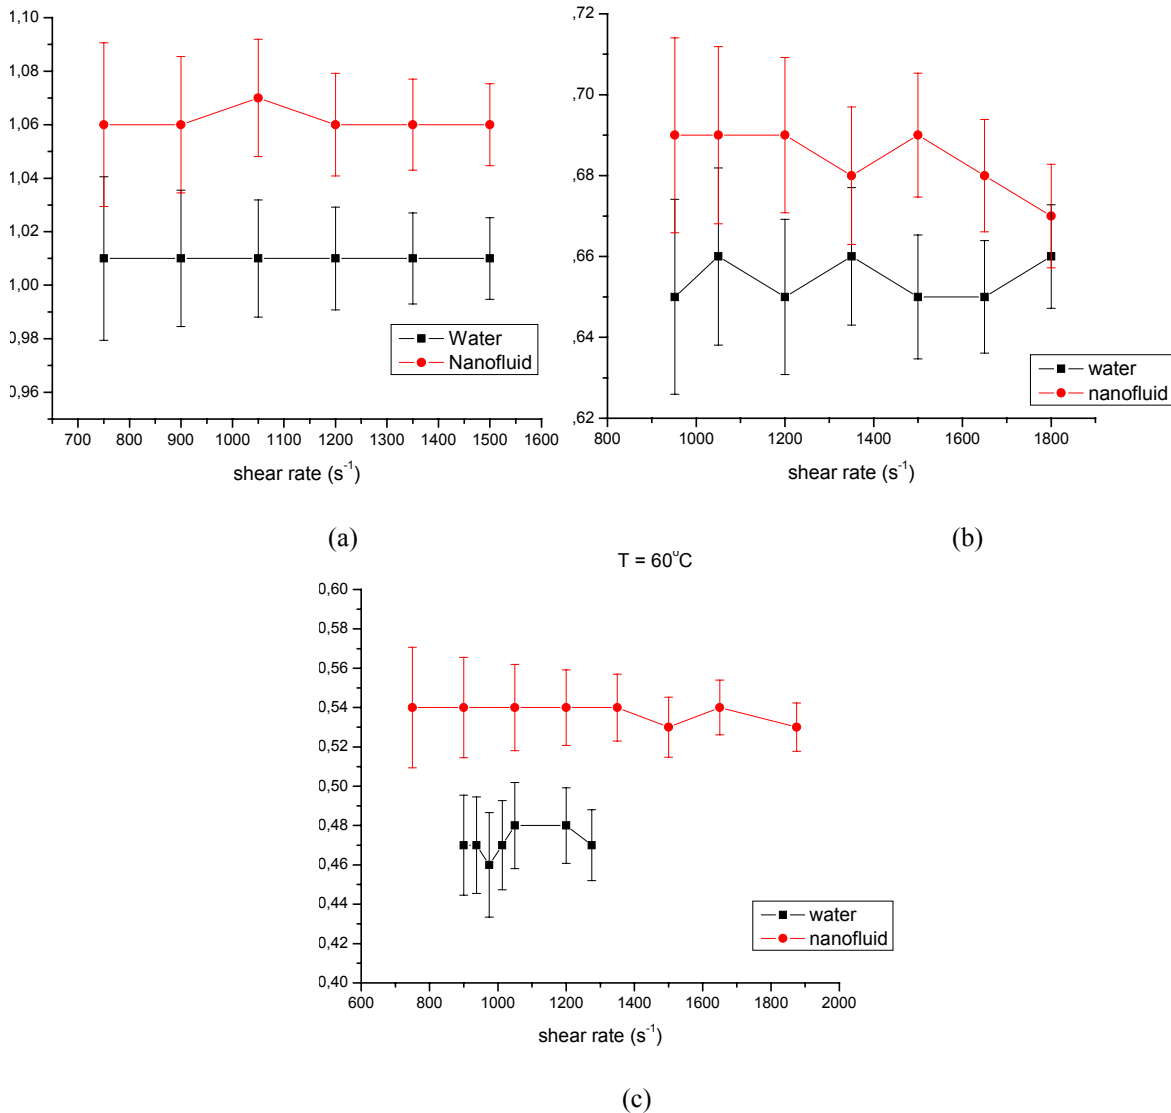 1,10
1,08
1,06
1,04
1,02
1,00
0,98
0,96
700 800 900 1000 1100 1200 1300 1400 1500 1600
shear rate (s⁻¹)
Water
Nanofluid
(a)
,72
,70
,68
,66
,64
,62
800 1000 1200 1400 1600 1800
shear rate (s⁻¹)
water
nanofluid
(b)
T = 60°C
0,60
0,58
0,56
0,54
0,52
0,50
0,48
0,46
0,44
0,42
0,40
600 800 1000 1200 1400 1600 1800 2000
shear rate (s⁻¹)
water
nanofluid
(c)